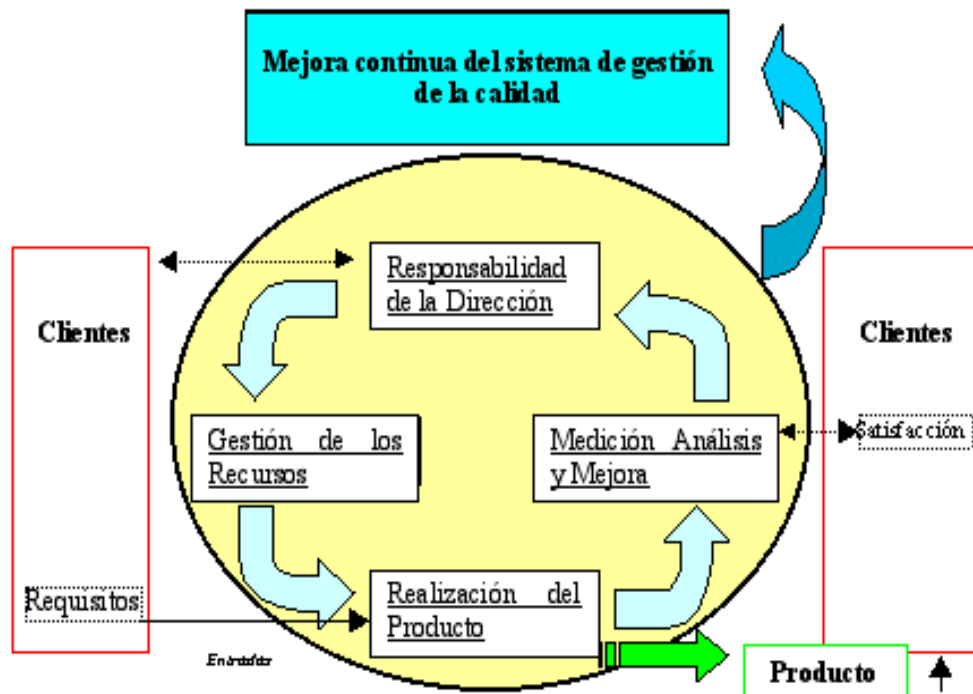 Mejora continua del sistema de gestión
de la calidad
Responsabilidad
de la Dirección
Clientes
Clientes
Gestión de los
Recursos
Medición Análisis
y Mejora
Satisfacción
Requisitos
Realización del
Producto
Entradas
Producto